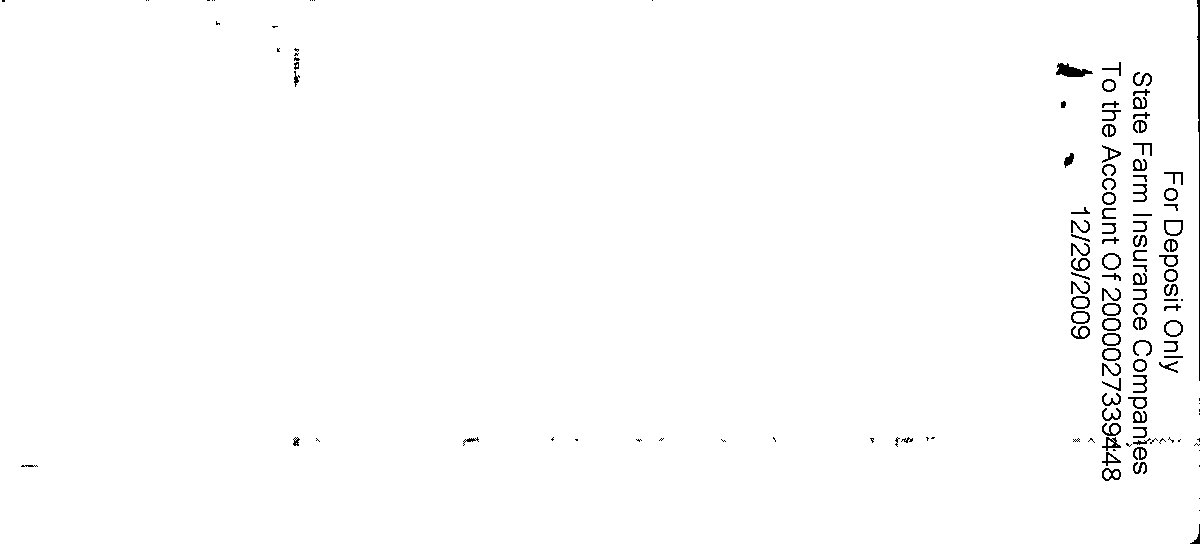 For Deposit Only
State Farm Insurance Companies
To the Account Of 2000027339448
12/29/2009